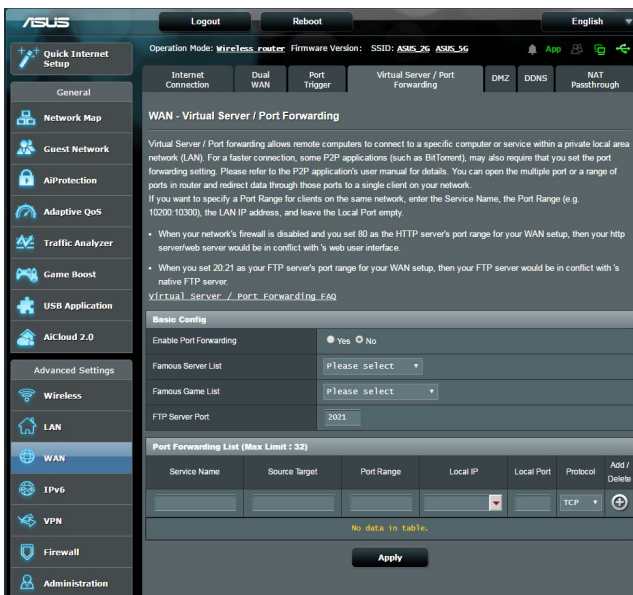 ASUS
Logout
Reboot
English
Quick Internet
Setup
Operation Mode: Wireless router Firmware Version: SSID: ASUS_2G ASUS_5G
App
Internet
Connection
Dual
WAN
Port
Trigger
Virtual Server / Port
Forwarding
DMZ
DDNS
NAT
Passthrough
General
Network Map
Guest Network
AiProtection
Adaptive QoS
Traffic Analyzer
Game Boost
USB Application
AiCloud 2.0
Advanced Settings
Wireless
LAN
WAN
IPv6
VPN
Firewall
Administration
WAN - Virtual Server / Port Forwarding
Virtual Server / Port forwarding allows remote computers to connect to a specific computer or service within a private local area
network (LAN). For a faster connection, some P2P applications (such as BitTorrent), may also require that you set the port
forwarding setting. Please refer to the P2P application's user manual for details. You can open the multiple port or a range of
ports in router and redirect data through those ports to a single client on your network.
If you want to specify a Port Range for clients on the same network, enter the Service Name, the Port Range (e.g.
10200:10300), the LAN IP address, and leave the Local Port empty.
• When your network's firewall is disabled and you set 80 as the HTTP server's port range for your WAN setup, then your http
server/web server would be in conflict with 's web user interface.
• When you set 20:21 as your FTP server's port range for your WAN setup, then your FTP server would be in conflict with 's
native FTP server.
Virtual Server / Port Forwarding FAQ
Basic Config
Enable Port Forwarding Yes No
Famous Server List Please select
Famous Game List Please select
FTP Server Port 2021
Port Forwarding List (Max Limit : 32)
Service Name Source Target Port Range Local IP Local Port Protocol Add /
Delete
TCP
No data in table.
Apply